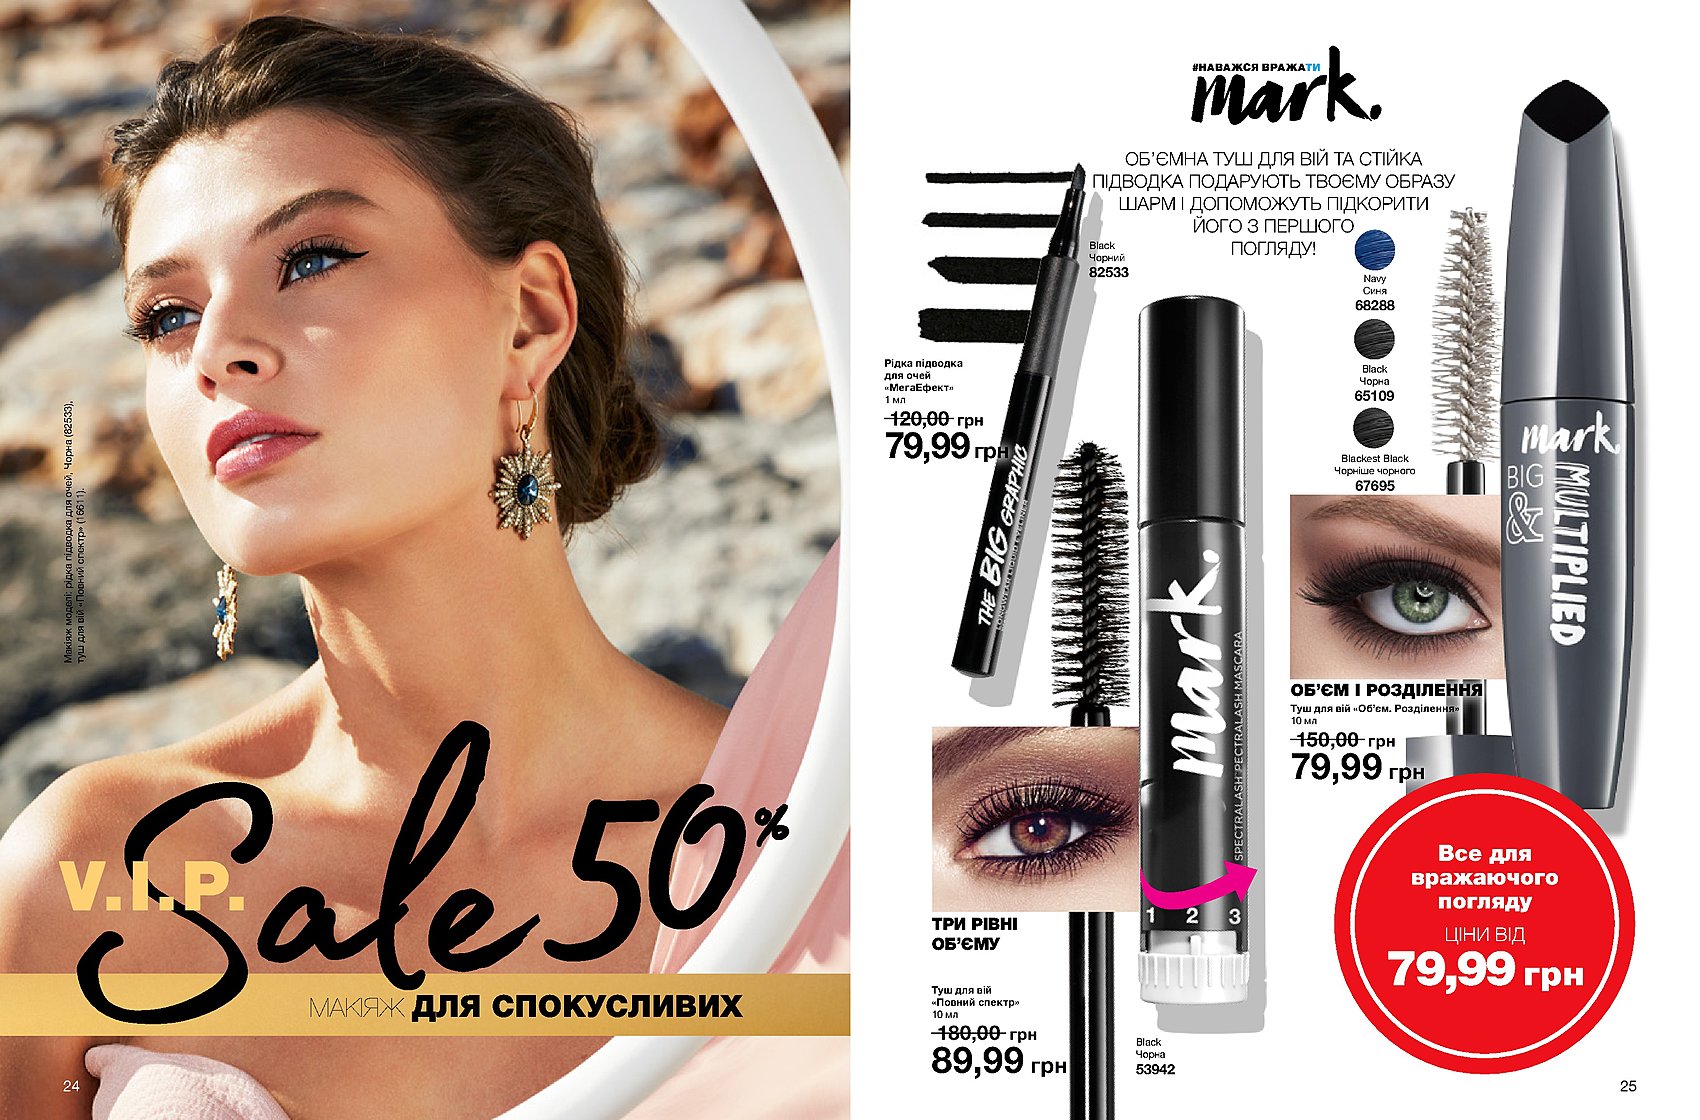 Макіяж моделі: рідка підводка для очей, Чорна (82533),
туш для вій «Повний спектр» (16611).
V.I.P.
Sale 50%
МАКІЯЖ ДЛЯ СПОКУСЛИВИХ
24
#НАВАЖСЯ ВРАЖАТИ
mark.
ОБ’ЄМНА ТУШ ДЛЯ ВІЙ ТА СТІЙКА
ПІДВОДКА ПОДАРУЮТЬ ТВОЄМУ ОБРАЗУ
ШАРМ І ДОПОМОЖУТЬ ПІДКОРИТИ
ЙОГО З ПЕРШОГО
ПОГЛЯДУ!
Black
Чорний
82533
Рідка підводка
для очей
«МегаЕфект»
1 мл
120,00 грн
79,99 грн
THE BIG GRAPHIC
LONGWEAR LIQUID EYELINER
Navy
Синя
68288
Black
Чорна
65109
Blackest Black
Чорніше чорного
67695
mark.
BIG
&
MULTIPLIED
ОБ’ЄМ І РОЗДІЛЕННЯ
Туш для вій «Об’єм. Розділення»
10 мл
150,00 грн
79,99 грн
mark.
SPECTRALASH PECTRALASH MASCARA
1 2 3
ТРИ РІВНІ
ОБ’ЄМУ
Туш для вій
«Повний спектр»
10 мл
180,00 грн
89,99 грн
Black
Чорна
53942
Все для
вражаючого
погляду
ЦІНИ ВІД
79,99 грн
25